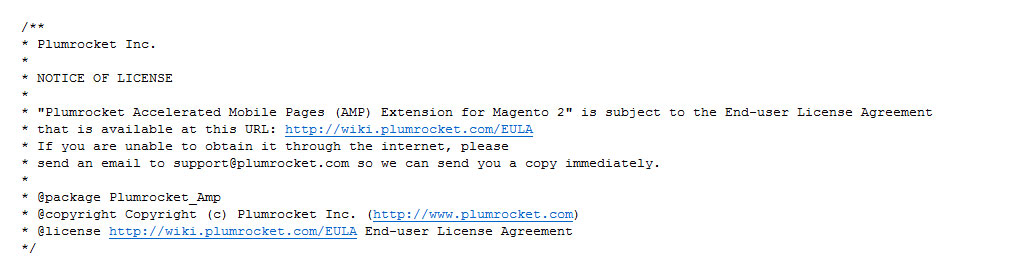 /**
* Plumrocket Inc.
*
* NOTICE OF LICENSE
*
* "Plumrocket Accelerated Mobile Pages (AMP) Extension for Magento 2" is subject to the End-user License Agreement
* that is available at this URL: http://wiki.plumrocket.com/EULA
* If you are unable to obtain it through the internet, please
* send an email to support@plumrocket.com so we can send you a copy immediately.
*
* @package Plumrocket_Amp
* @copyright Copyright (c) Plumrocket Inc. (http://www.plumrocket.com)
* @license http://wiki.plumrocket.com/EULA End-user License Agreement
*/